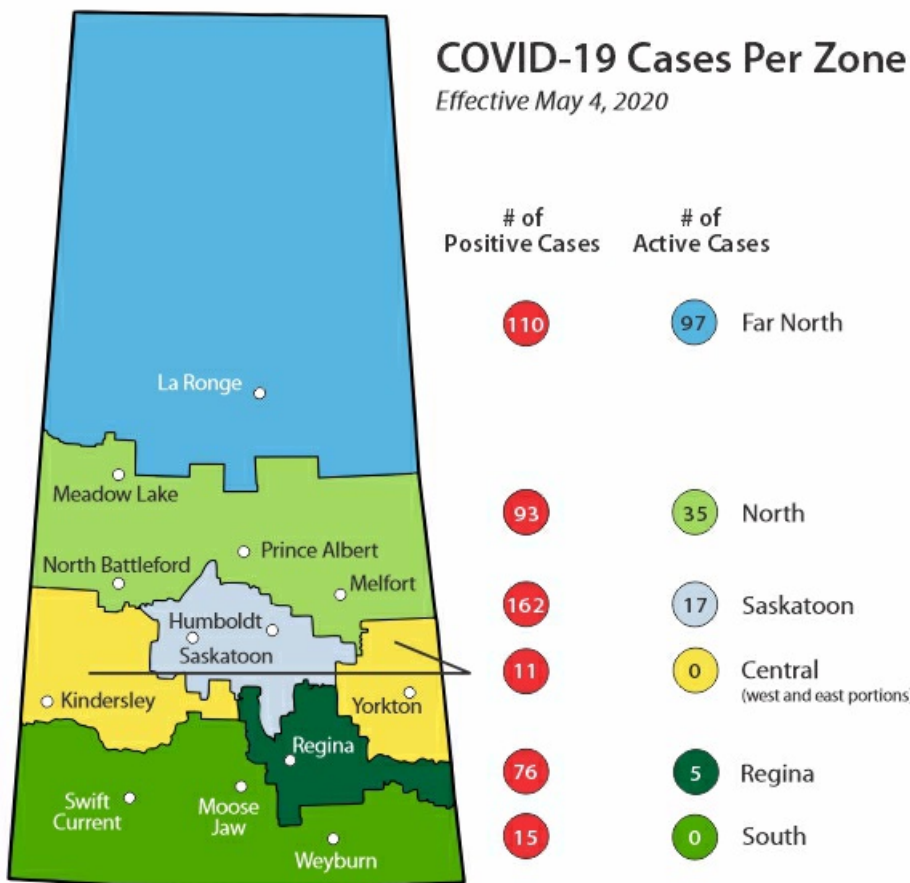 COVID-19 Cases Per Zone
Effective May 4, 2020
# of
Positive Cases
# of
Active Cases
110
97
Far North
La Ronge
Meadow Lake
93
35
North
Prince Albert
North Battleford
Melfort
162
17
Saskatoon
Humboldt
Saskatoon
11
0
Central
(west and east portions)
Kindersley
Yorkton
Regina
76
5
Regina
Swift
Current
Moose
Jaw
15
0
South
Weyburn